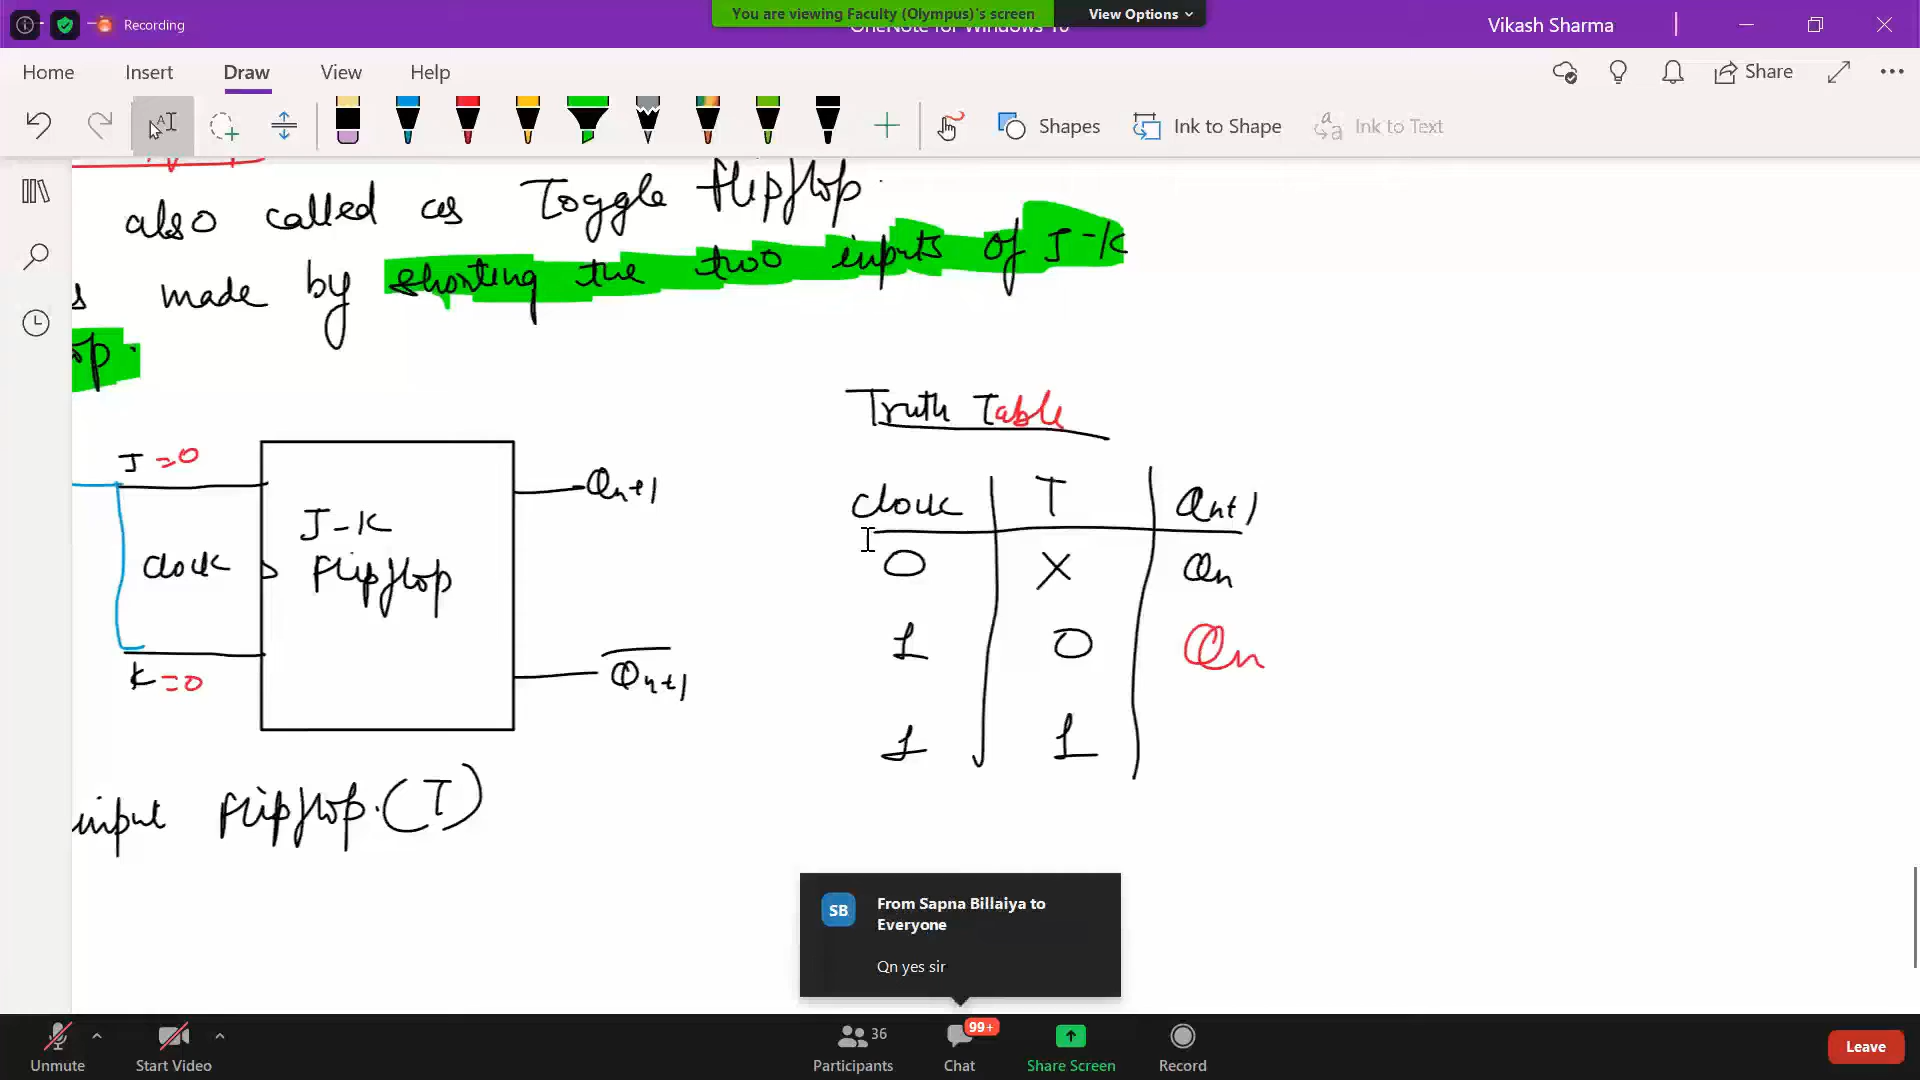 Recording
You are viewing Faculty (Olympus)'s screen
View Options
Vikash Sharma
Home Insert Draw View Help
Share
Shapes
Ink to Shape
Ink to Text
also called as Toggle flipflop.
made by shorting the two inputs of J-K
op.
Truth Table
J =0
Qn+1
clock T Qn+1
J-K
clock
flipflop
0 X Qn
1 0 Qn
K=0
Qn+1
1 1
input flipflop.(T)
SB
From Sapna Billaiya to
Everyone
Qn yes sir
Unmute
Start Video
36
Participants
99+
Chat
Share Screen
Record
Leave